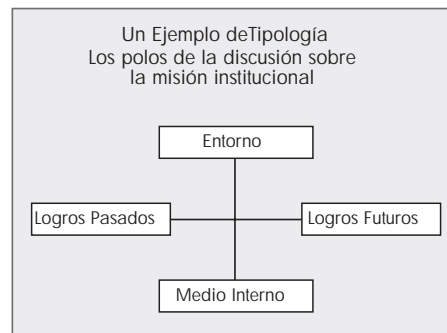 Un Ejemplo deTipología
Los polos de la discusión sobre
la misión institucional
Entorno
Logros Pasados
Logros Futuros
Medio Interno